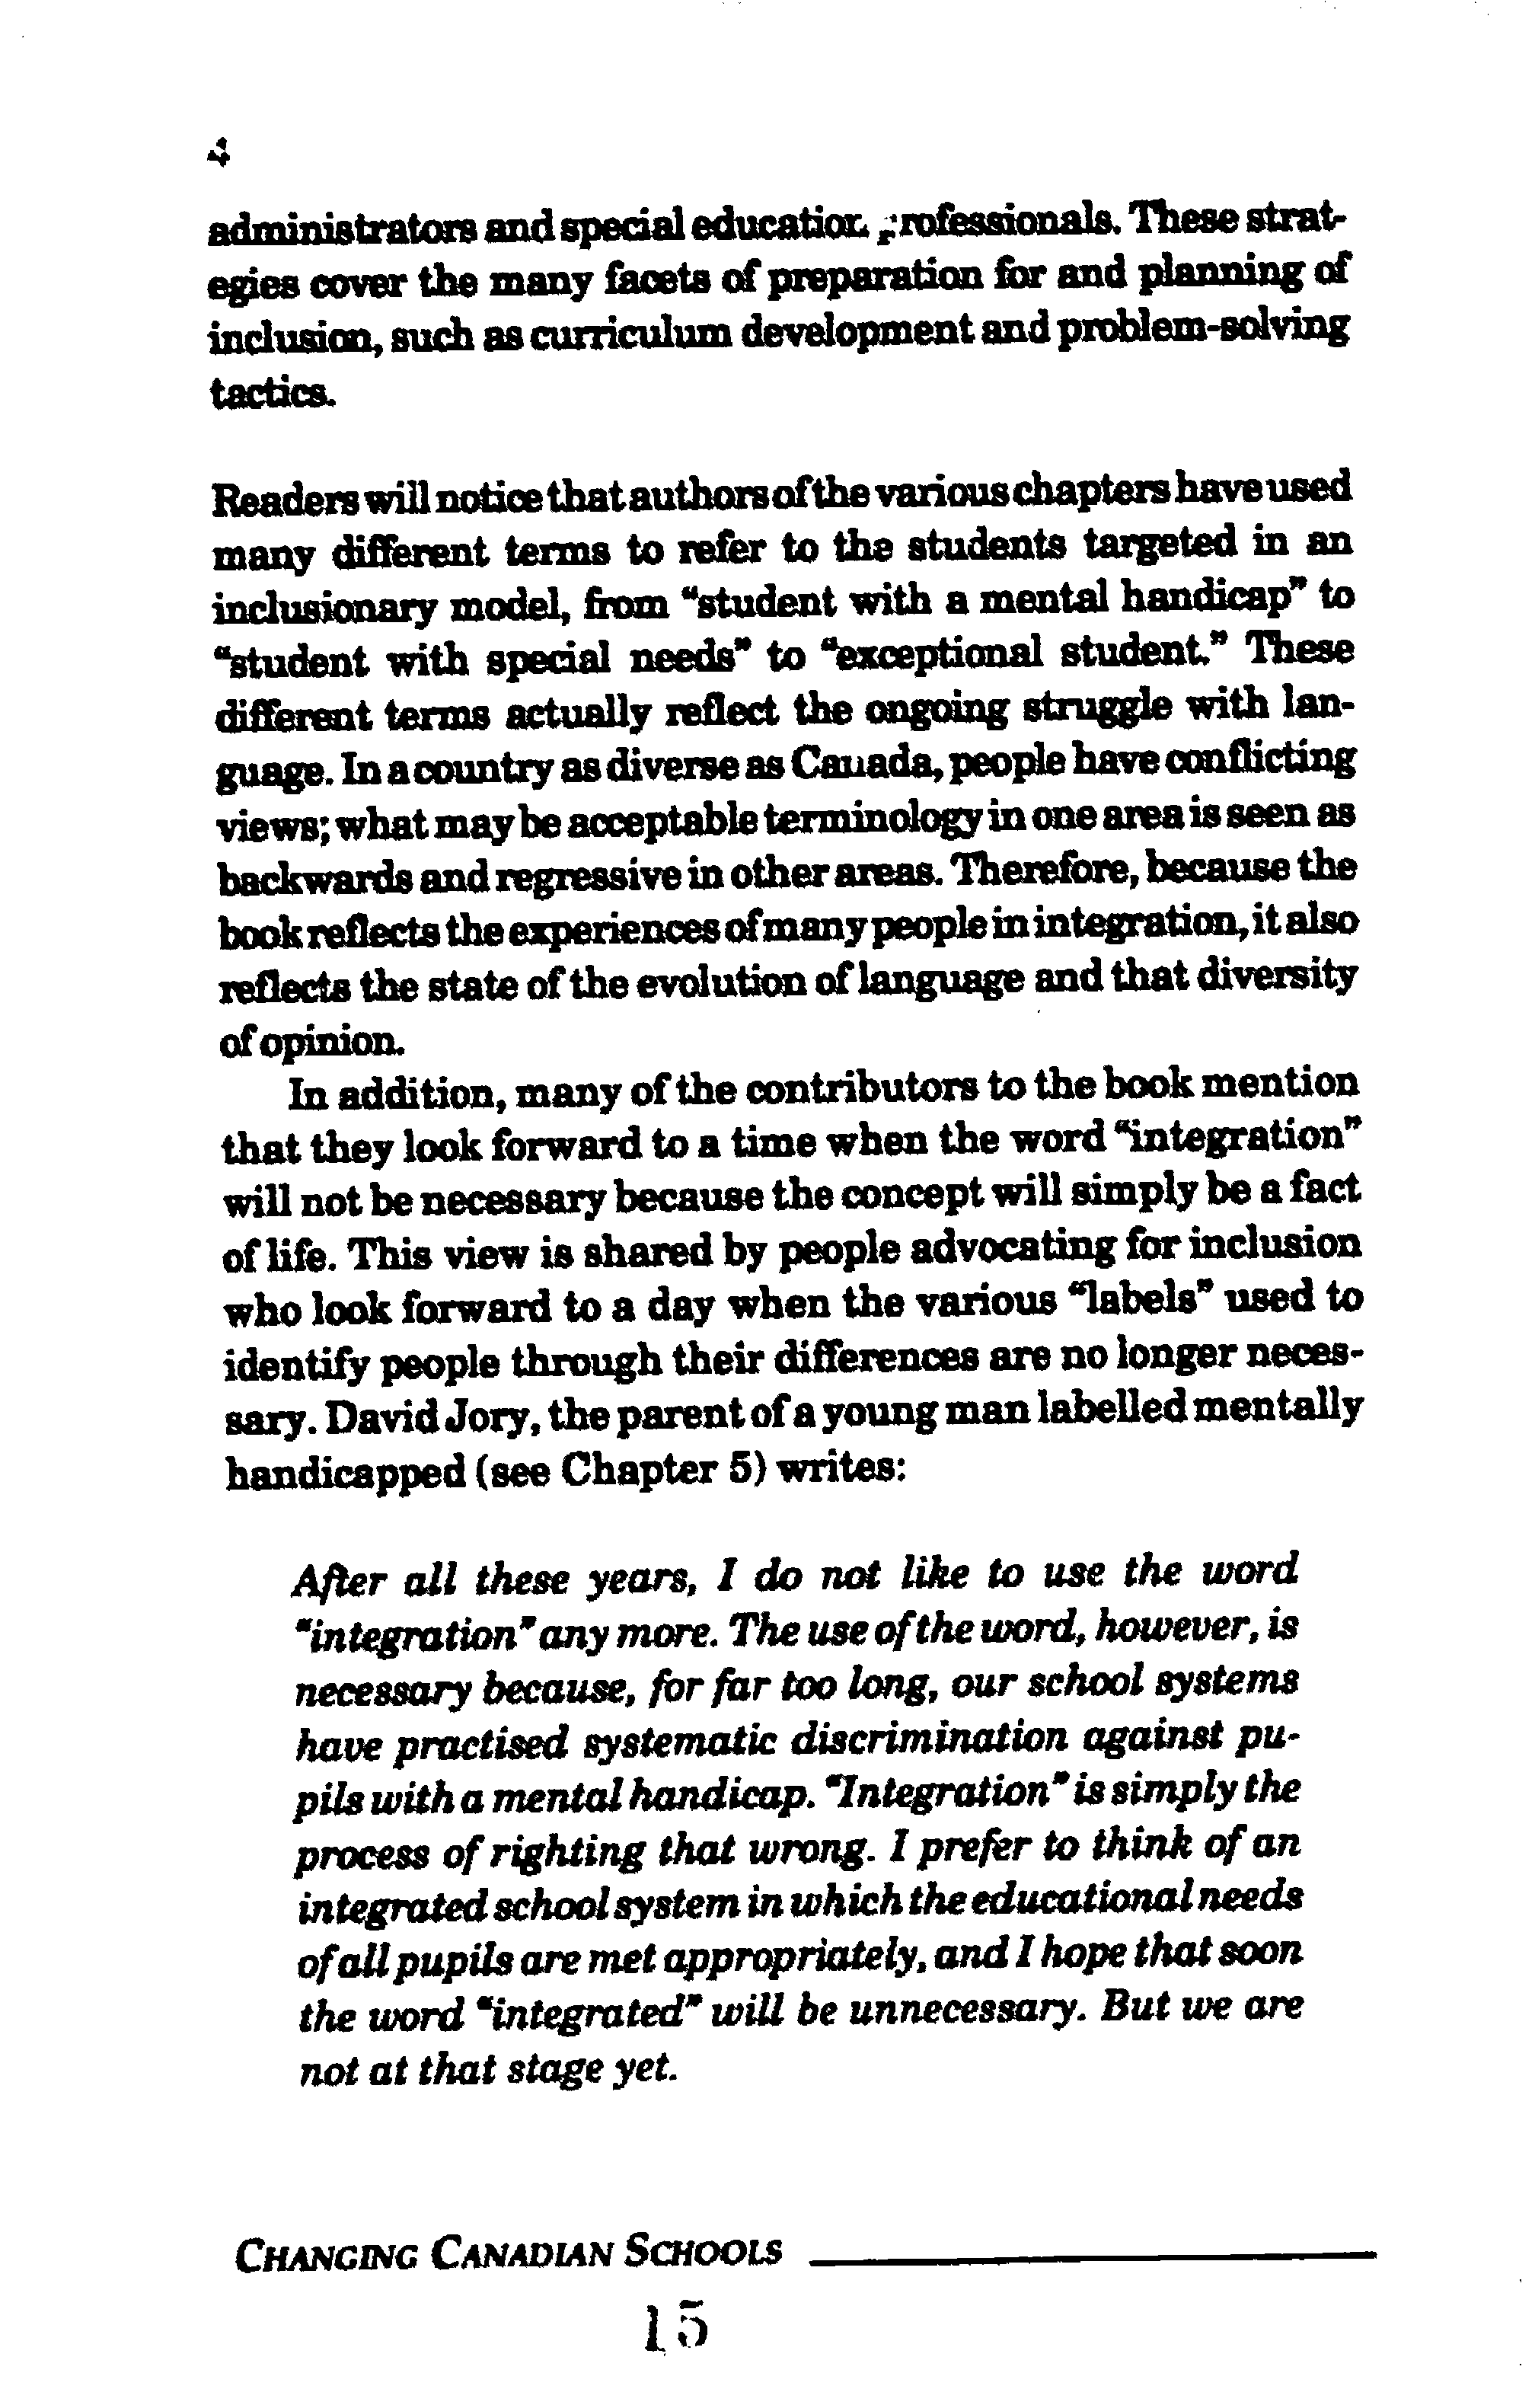 4
administrators and special education professionals. These strat-
egies cover the many facets of preparation for and planning of
inclusion, such as curriculum development and problem-solving
tactics.
Readers will notice that authors of the various chapters have used
many different terms to refer to the students targeted in an
inclusionary model, from “student with a mental handicap” to
“student with special needs” to “exceptional student.” These
different terms actually reflect the ongoing struggle with lan-
guage. In a country as diverse as Canada, people have conflicting
views; what may be acceptable terminology in one area is seen as
backwards and regressive in other areas. Therefore, because the
book reflects the experiences of many people in integration, it also
reflects the state of the evolution of language and that diversity
of opinion.
In addition, many of the contributors to the book mention
that they look forward to a time when the word “integration”
will not be necessary because the concept will simply be a fact
of life. This view is shared by people advocating for inclusion
who look forward to a day when the various “labels” used to
identify people through their differences are no longer neces-
sary. David Jory, the parent of a young man labelled mentally
handicapped (see Chapter 5) writes:
After all these years, I do not like to use the word
“integration” any more. The use of the word, however, is
necessary because, for far too long, our school systems
have practised systematic discrimination against pu-
pils with a mental handicap. “Integration” is simply the
process of righting that wrong. I prefer to think of an
integrated school system in which the educational needs
of all pupils are met appropriately, and I hope that soon
the word “integrated” will be unnecessary. But we are
not at that stage yet.
CHANGING CANADIAN SCHOOLS
15